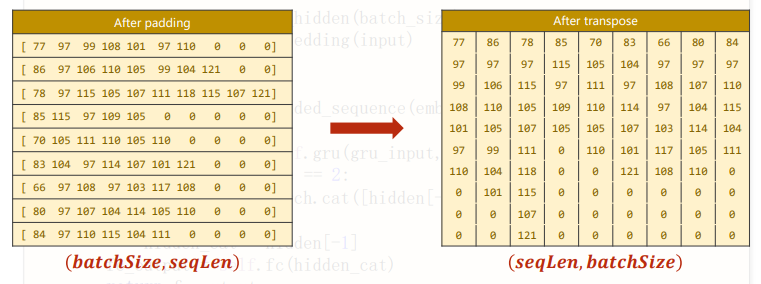 After padding
[ 77 97 99 108 101 97 110 0 0 0]
[ 86 97 106 110 105 99 104 121 0 0]
[ 78 97 115 105 107 111 118 115 107 121]
[ 85 115 97 109 105 0 0 0 0 0]
[ 70 105 111 110 105 110 0 0 0 0]
[ 83 104 97 114 107 101 121 0 0 0]
[ 66 97 108 97 103 117 108 0 0 0]
[ 80 97 107 104 114 105 110 0 0 0]
[ 84 97 110 115 104 111 0 0 0 0]
(batchSize, seqLen)
After transpose
77 86 78 85 70 83 66 80 84
97 97 97 115 105 104 97 97 97
99 106 115 97 111 97 108 107 110
108 110 105 109 110 114 97 104 115
101 105 107 105 105 107 103 114 104
97 99 111 0 110 101 117 105 111
110 104 118 0 0 121 108 110 0
0 101 115 0 0 0 0 0 0
0 0 107 0 0 0 0 0 0
0 0 121 0 0 0 0 0 0
(seqLen, batchSize)
hidden(batch_siz
edding(input)
ded_sequence(emb
f.gru(gru_input,
== 2:
ch.cat([hidden[-
hidden_cat = hidden[-1]
lf.fc(hidden_cat)